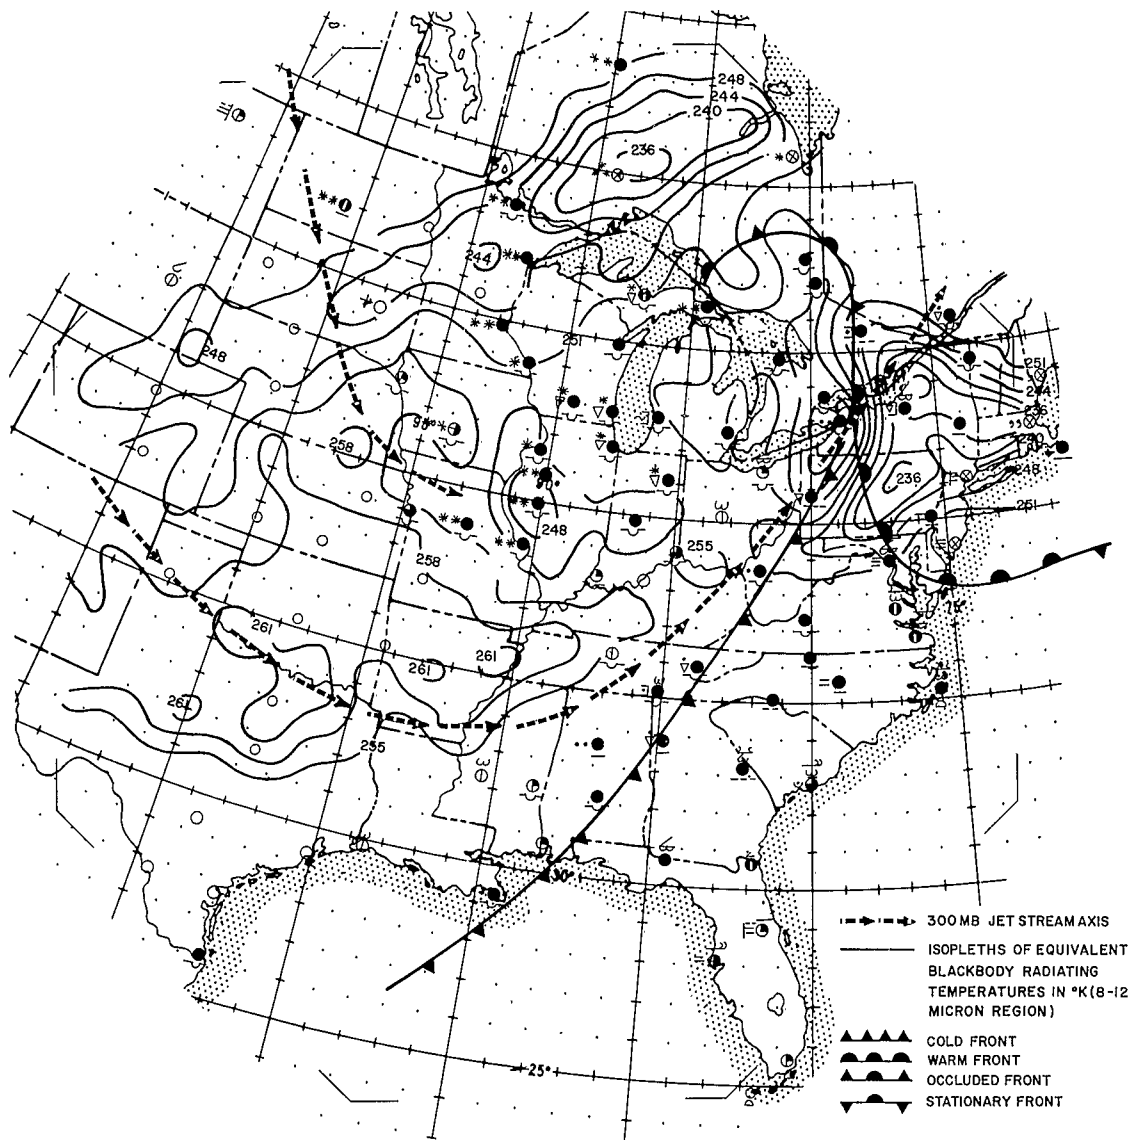 248
244
240
236
244
248
251
251
244
236
240
248
258
236
248
251
258
255
261
261
261
261
255
75°
30°
25°
300 MB JET STREAM AXIS
ISOPLETHS OF EQUIVALENT
BLACKBODY RADIATING
TEMPERATURES IN °K (8-12
MICRON REGION)
COLD FRONT
WARM FRONT
OCCLUDED FRONT
STATIONARY FRONT